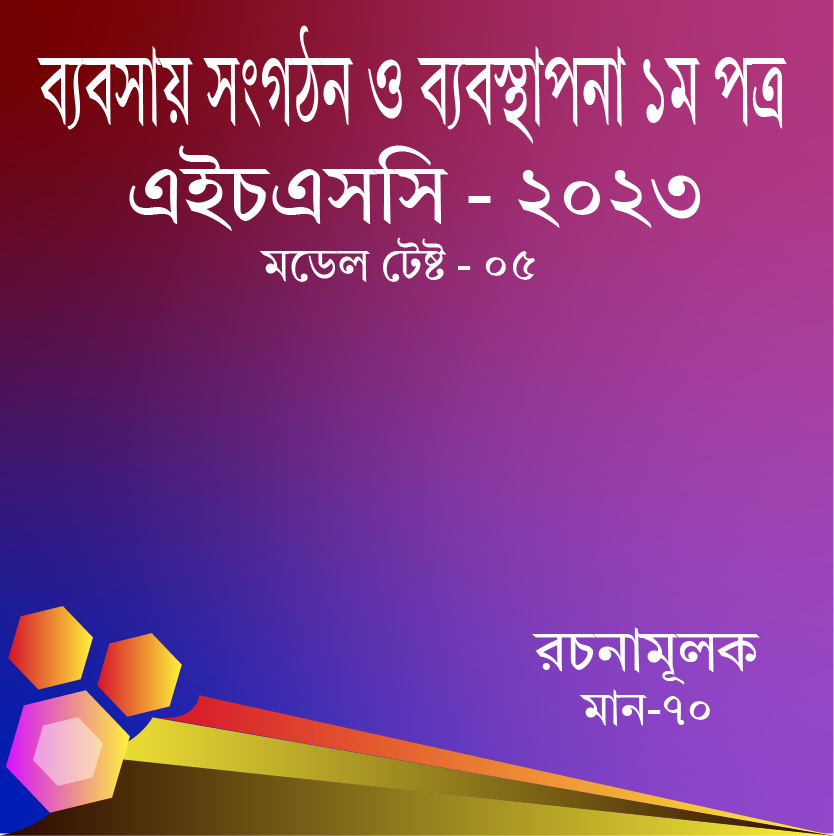 ব্যবসায় সংগঠন ও ব্যবস্থাপনা ১ম পত্র
এইচএসসি - ২০২৩
মডেল টেষ্ট - ০৫
রচনামূলক
মান-৭০